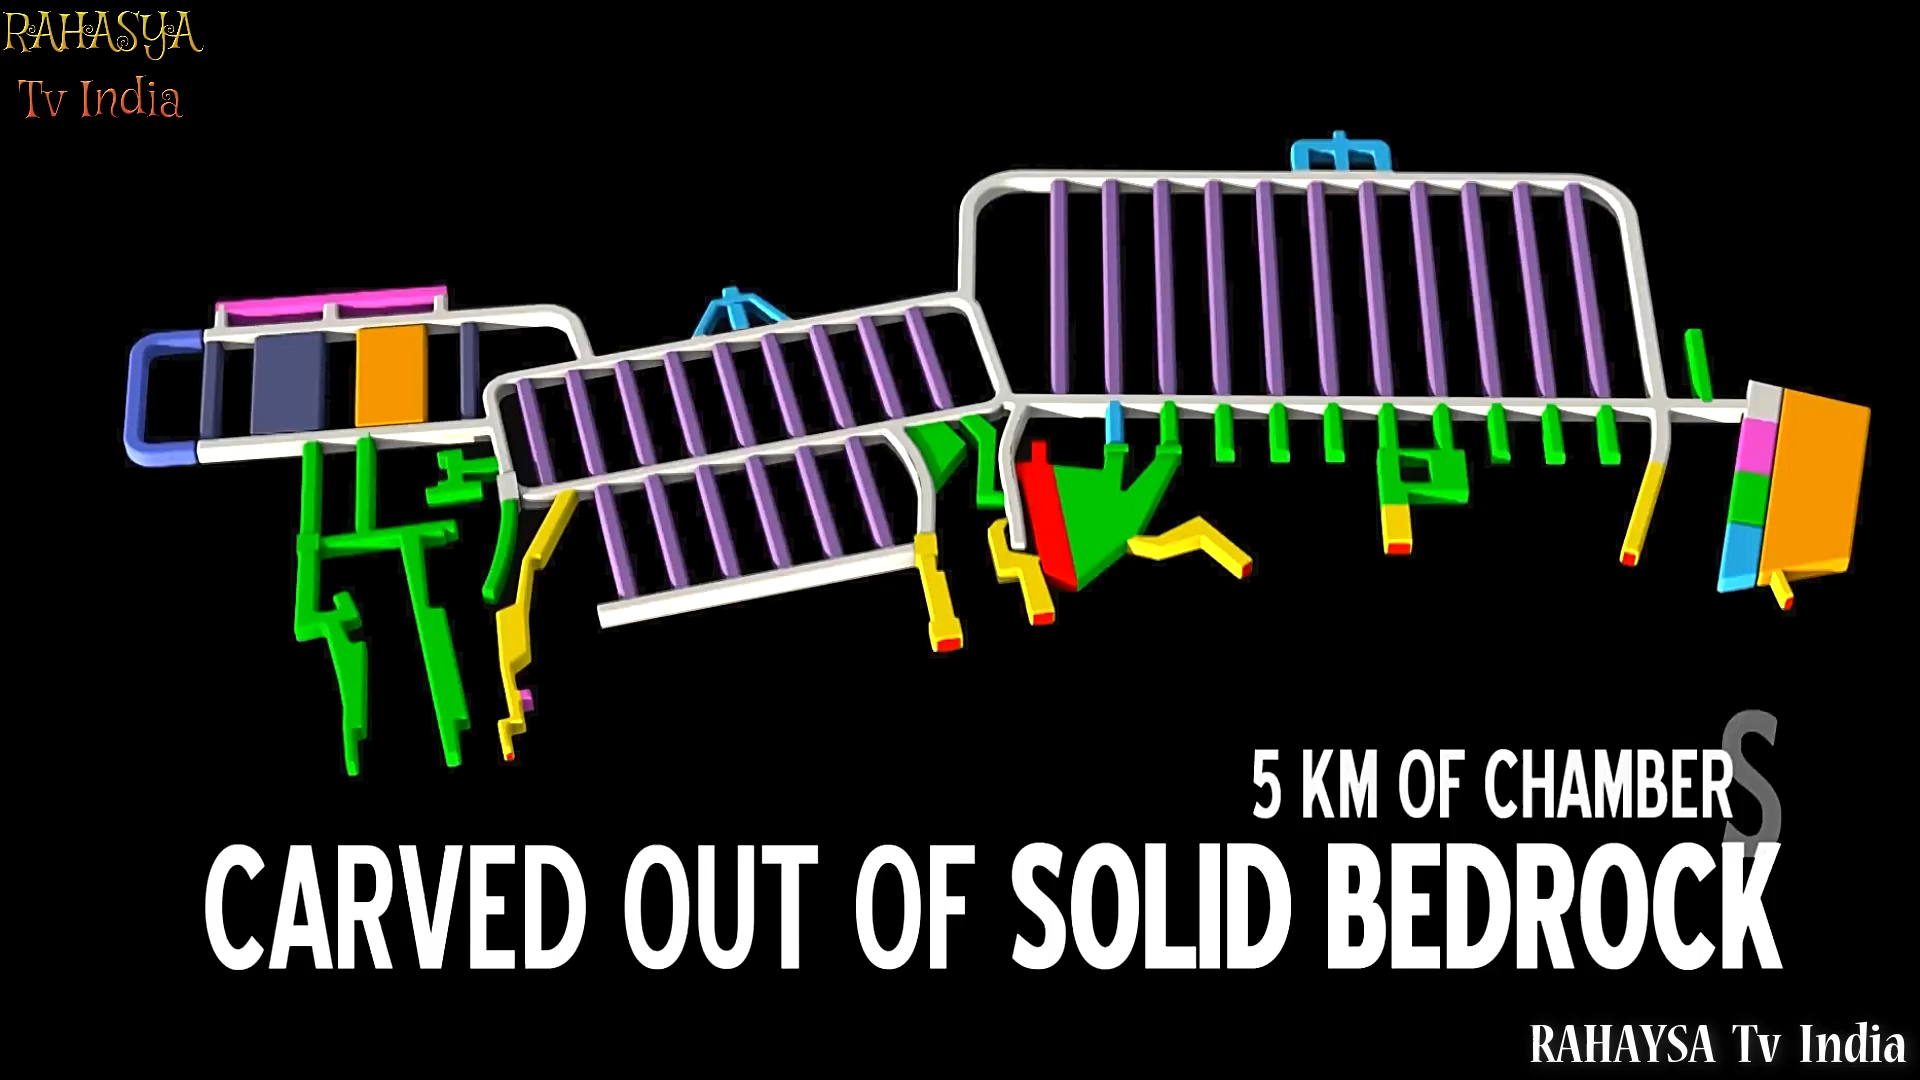 RAHASYA
Tv India
5 KM OF CHAMBERS
CARVED OUT OF SOLID BEDROCK
RAHAYSA Tv India